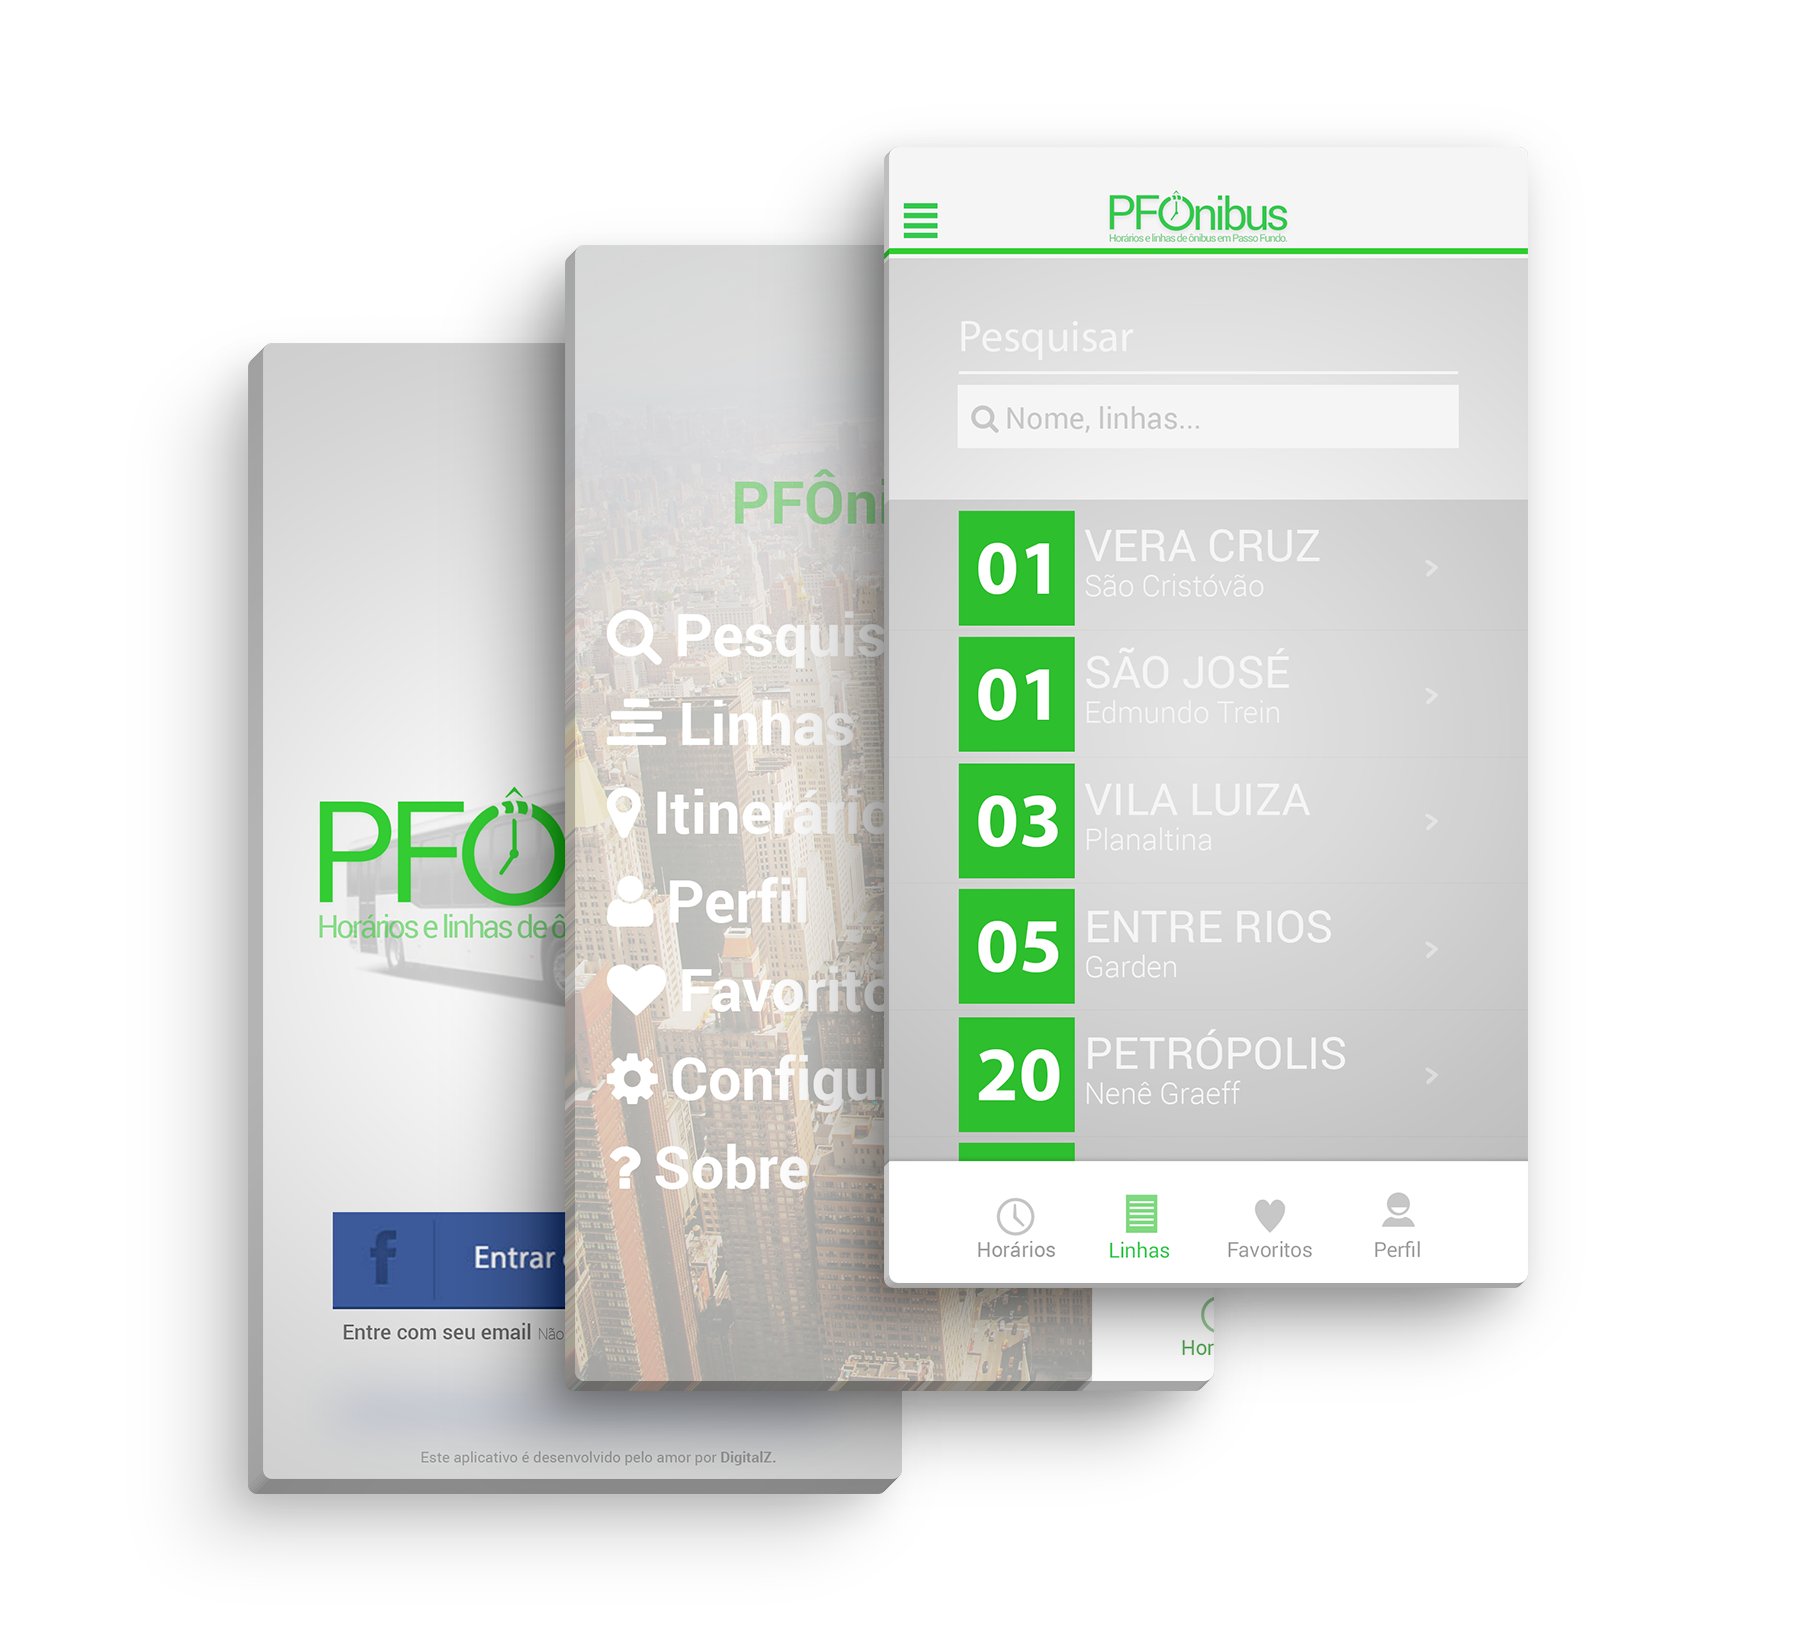 PFÔnibus
Horários e linhas de ônibus em Passo Fundo.
Pesquisar
Nome, linhas...
01 VERA CRUZ
São Cristóvão
01 SÃO JOSÉ
Edmundo Trein
03 VILA LUIZA
Planaltina
05 ENTRE RIOS
Garden
20 PETRÓPOLIS
Nenê Graeff
Horários
Linhas
Favoritos
Perfil
PFÔni
Pesquis
Linhas
Itinerário
Perfil
Favorito
Configu
? Sobre
Hor
PFÔ
Horários e linhas de ô
f Entrar
Entre com seu email Não
Este aplicativo é desenvolvido pelo amor por DigitalZ.